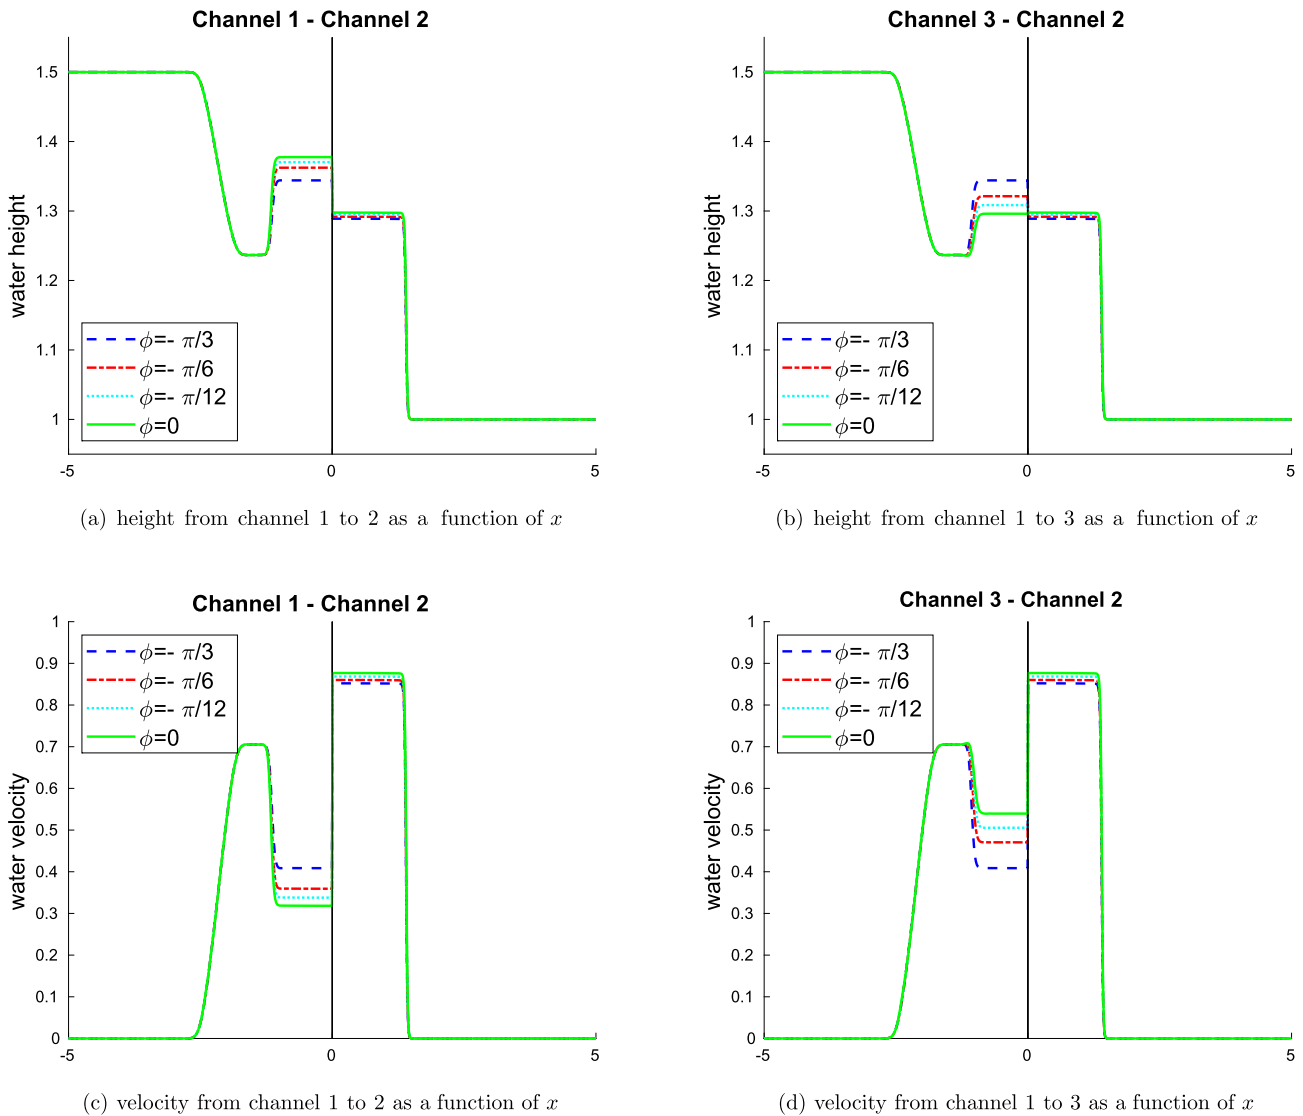 Channel 1 - Channel 2
water height
1.5
1.4
1.3
1.2
1.1
1
ϕ=- π/3
ϕ=- π/6
ϕ=- π/12
ϕ=0
-5 0 5
(a) height from channel 1 to 2 as a function of x
Channel 3 - Channel 2
water height
1.5
1.4
1.3
1.2
1.1
1
ϕ=- π/3
ϕ=- π/6
ϕ=- π/12
ϕ=0
-5 0 5
(b) height from channel 1 to 3 as a function of x
Channel 1 - Channel 2
water velocity
1
0.9
0.8
0.7
0.6
0.5
0.4
0.3
0.2
0.1
0
ϕ=- π/3
ϕ=- π/6
ϕ=- π/12
ϕ=0
-5 0 5
(c) velocity from channel 1 to 2 as a function of x
Channel 3 - Channel 2
water velocity
1
0.9
0.8
0.7
0.6
0.5
0.4
0.3
0.2
0.1
0
ϕ=- π/3
ϕ=- π/6
ϕ=- π/12
ϕ=0
-5 0 5
(d) velocity from channel 1 to 3 as a function of x